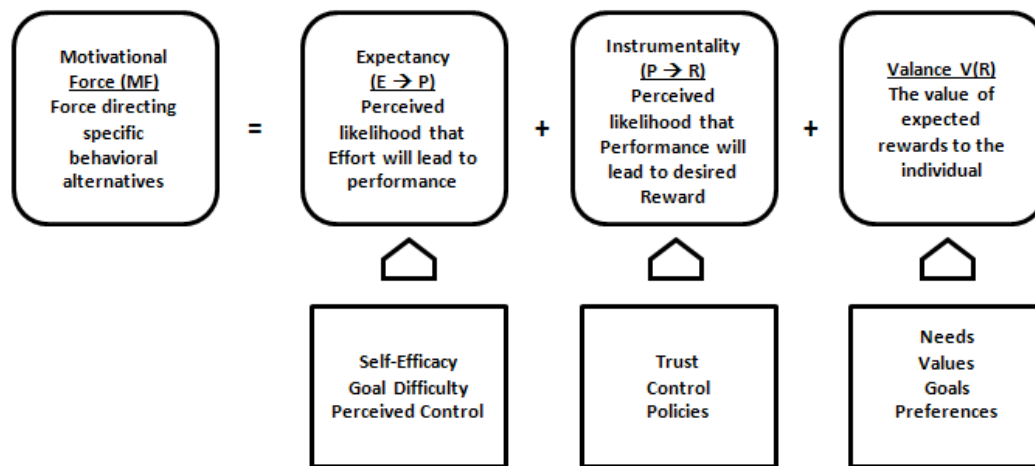 Motivational
Force (MF)
Force directing
specific
behavioral
alternatives
=
Expectancy
(E → P)
Perceived
likelihood that
Effort will lead to
performance
+
Instrumentality
(P → R)
Perceived
likelihood that
Performance will
lead to desired
Reward
+
Valance V(R)
The value of
expected
rewards to the
individual
Self-Efficacy
Goal Difficulty
Perceived Control
Trust
Control
Policies
Needs
Values
Goals
Preferences